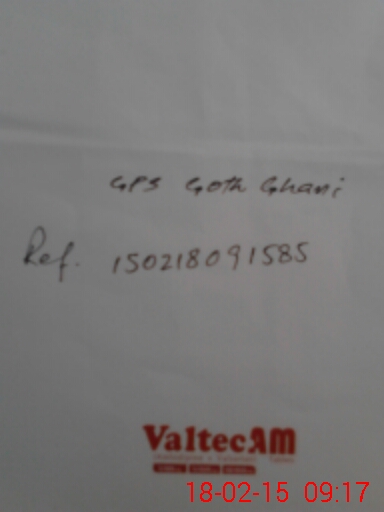 GPS Goth Ghani
Ref. 150218091585
ValtecAM
18-02-15 09:17